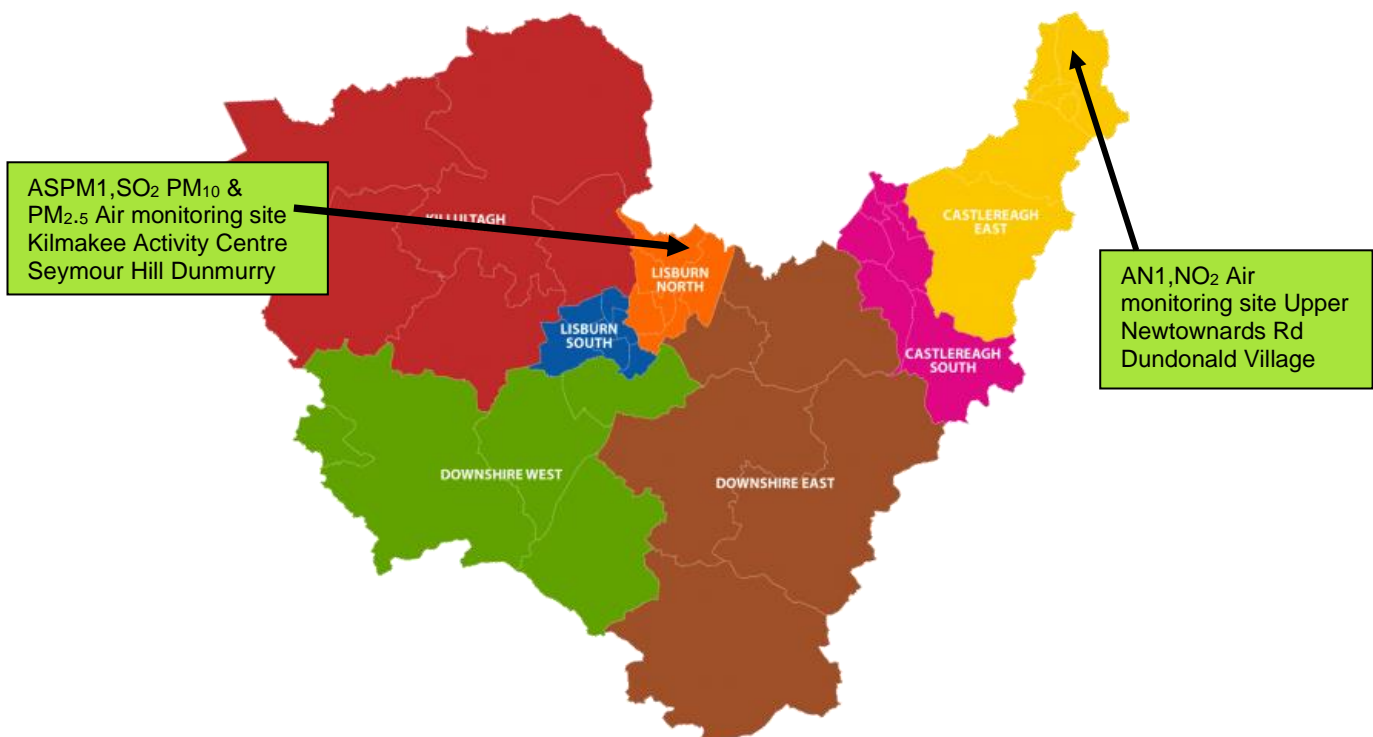 ASPM1,SO₂ PM₁₀ &
PM₂.₅ Air monitoring site
Kilmakee Activity Centre
Seymour Hill Dunmurry
KILLULTAGH
LISBURN
NORTH
LISBURN
SOUTH
CASTLEREAGH
EAST
CASTLEREAGH
SOUTH
DOWNSHIRE WEST
DOWNSHIRE EAST
AN1,NO₂ Air
monitoring site Upper
Newtownards Rd
Dundonald Village